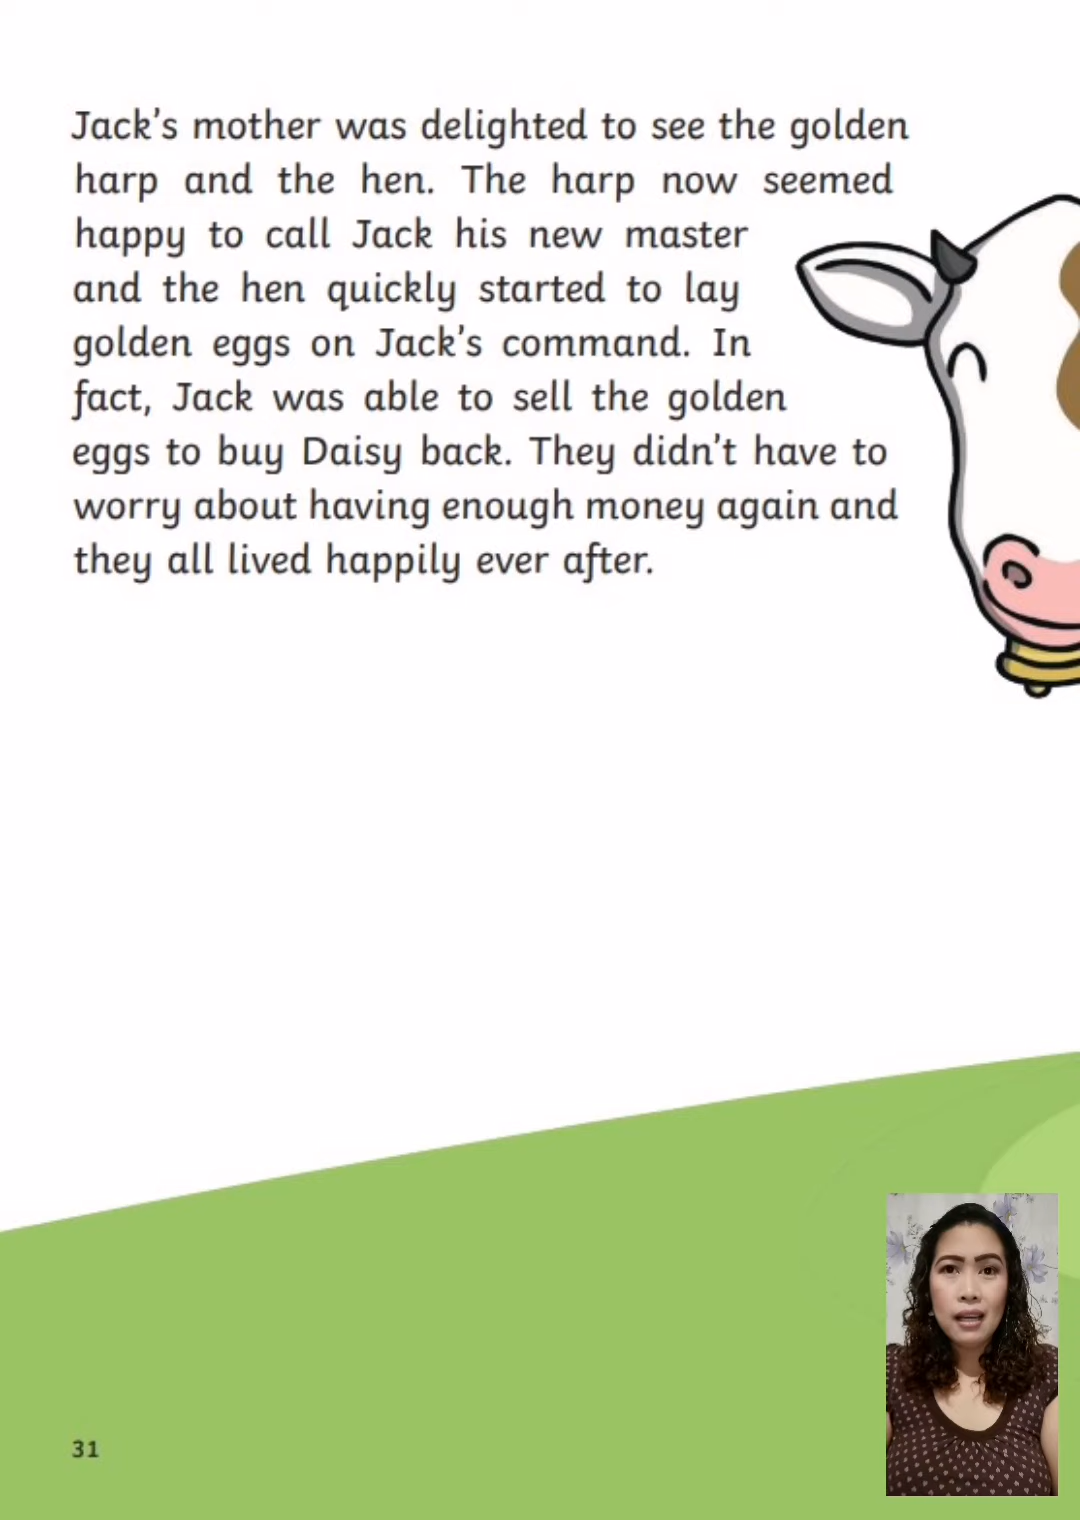 Jack’s mother was delighted to see the golden
harp and the hen. The harp now seemed
happy to call Jack his new master
and the hen quickly started to lay
golden eggs on Jack’s command. In
fact, Jack was able to sell the golden
eggs to buy Daisy back. They didn’t have to
worry about having enough money again and
they all lived happily ever after.
31